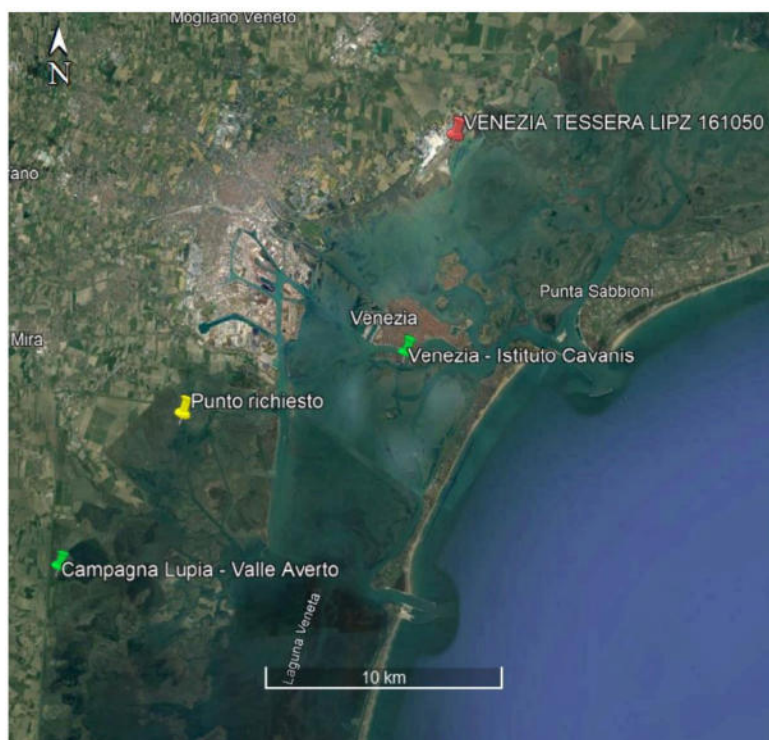 Mogliano Veneto
N
VENEZIA TESSERA LIPZ 161050
rano
Punta Sabbioni
Venezia
Mira
Venezia - Istituto Cavanis
Punto richiesto
Campagna Lupia - Valle Averto
Laguna Veneta
10 km